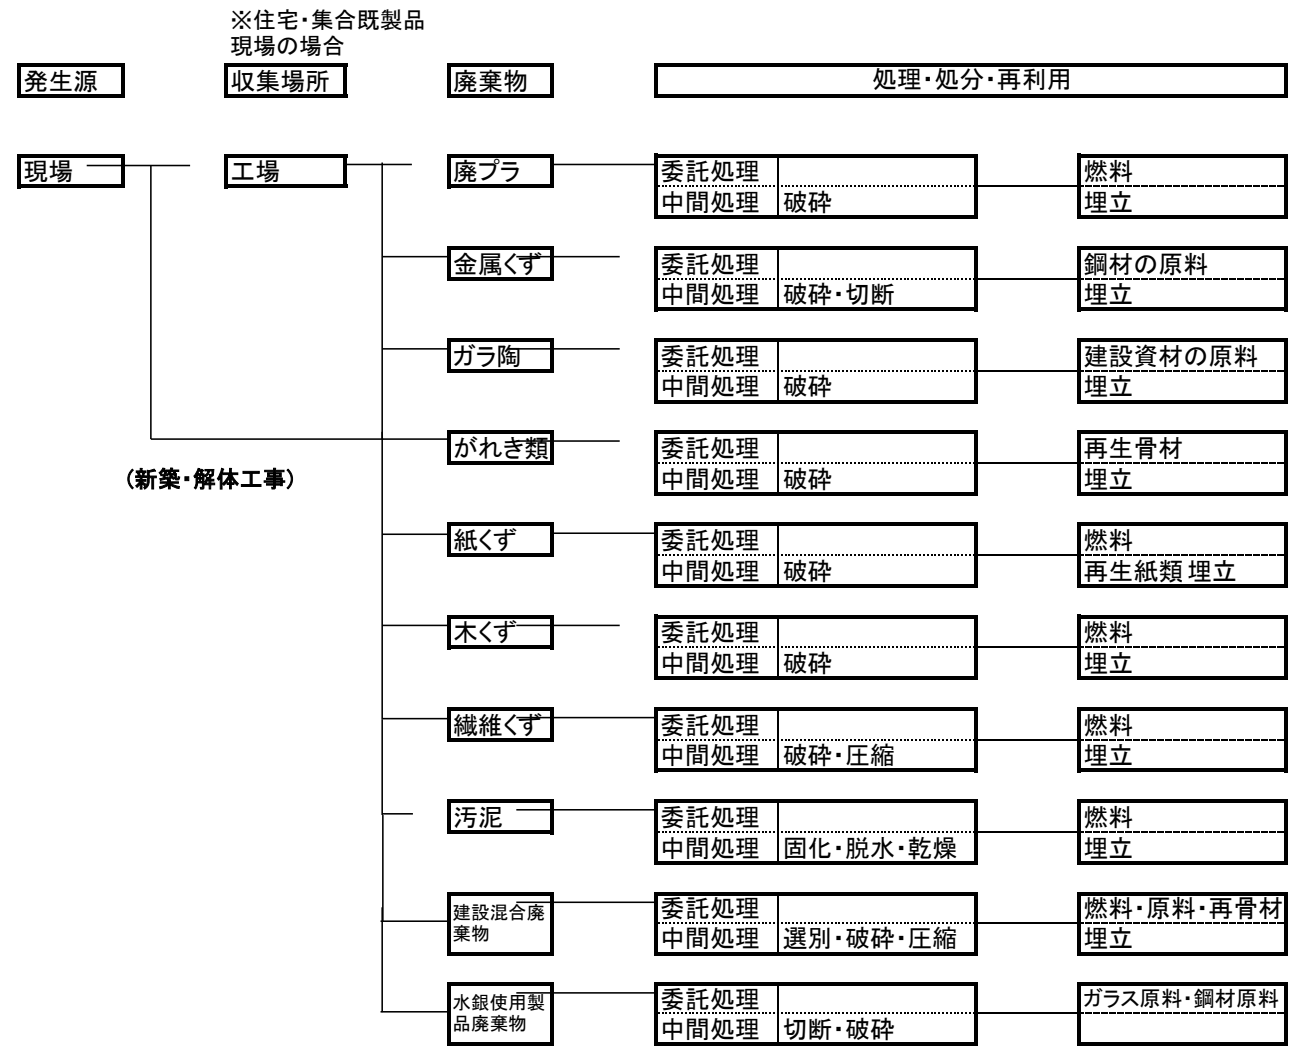 ※住宅・集合既製品
現場の場合
発生源
収集場所
廃棄物
処理・処分・再利用
現場
工場
廃プラ
委託処理
中間処理 破砕
燃料
埋立
金属くず
委託処理
中間処理 破砕・切断
鋼材の原料
埋立
ガラ陶
委託処理
中間処理 破砕
建設資材の原料
埋立
がれき類
委託処理
中間処理 破砕
再生骨材
埋立
(新築・解体工事)
紙くず
委託処理
中間処理 破砕
燃料
再生紙類 埋立
木くず
委託処理
中間処理 破砕
燃料
埋立
繊維くず
委託処理
中間処理 破砕・圧縮
燃料
埋立
汚泥
委託処理
中間処理 固化・脱水・乾燥
燃料
埋立
建設混合廃
棄物
委託処理
中間処理 選別・破砕・圧縮
燃料・原料・再骨材
埋立
水銀使用製
品廃棄物
委託処理
中間処理 切断・破砕
ガラス原料・鋼材原料